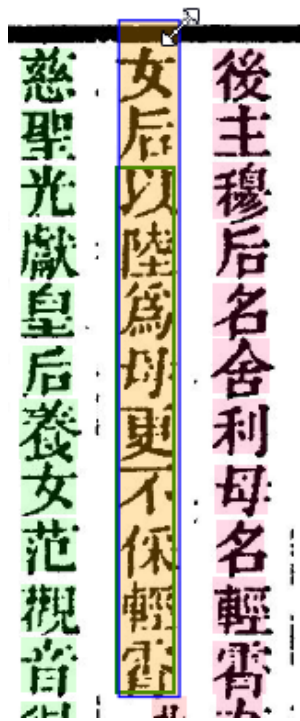 後主穆后名舍利母名輕霄
女后以陸爲母更不倸輕霄
慈聖光獻皇后養女范觀音